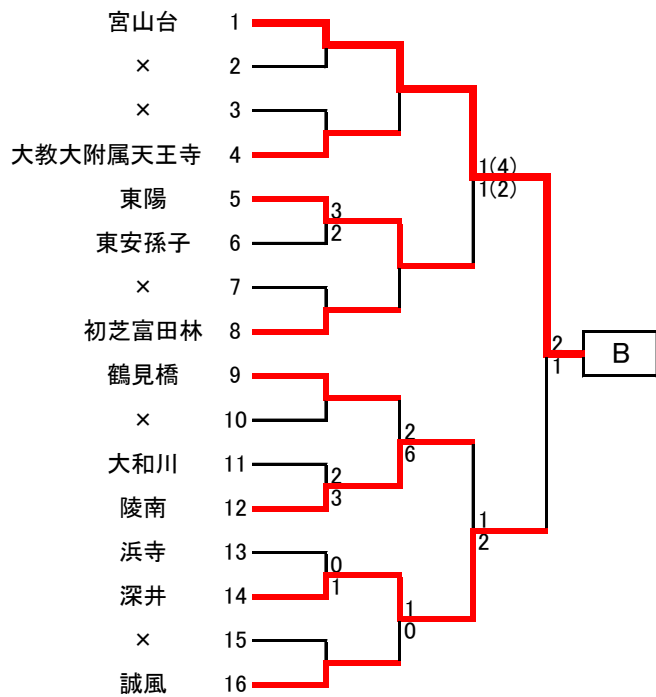 宮山台 1
× 2
× 3
大教大附属天王寺 4
1(4)
1(2)
東陽 5
3
2
東安孫子 6
× 7
初芝富田林 8
2
1
B
鶴見橋 9
× 10
2
6
大和川 11
2
3
陵南 12
1
2
浜寺 13
0
1
深井 14
1
0
× 15
誠風 16